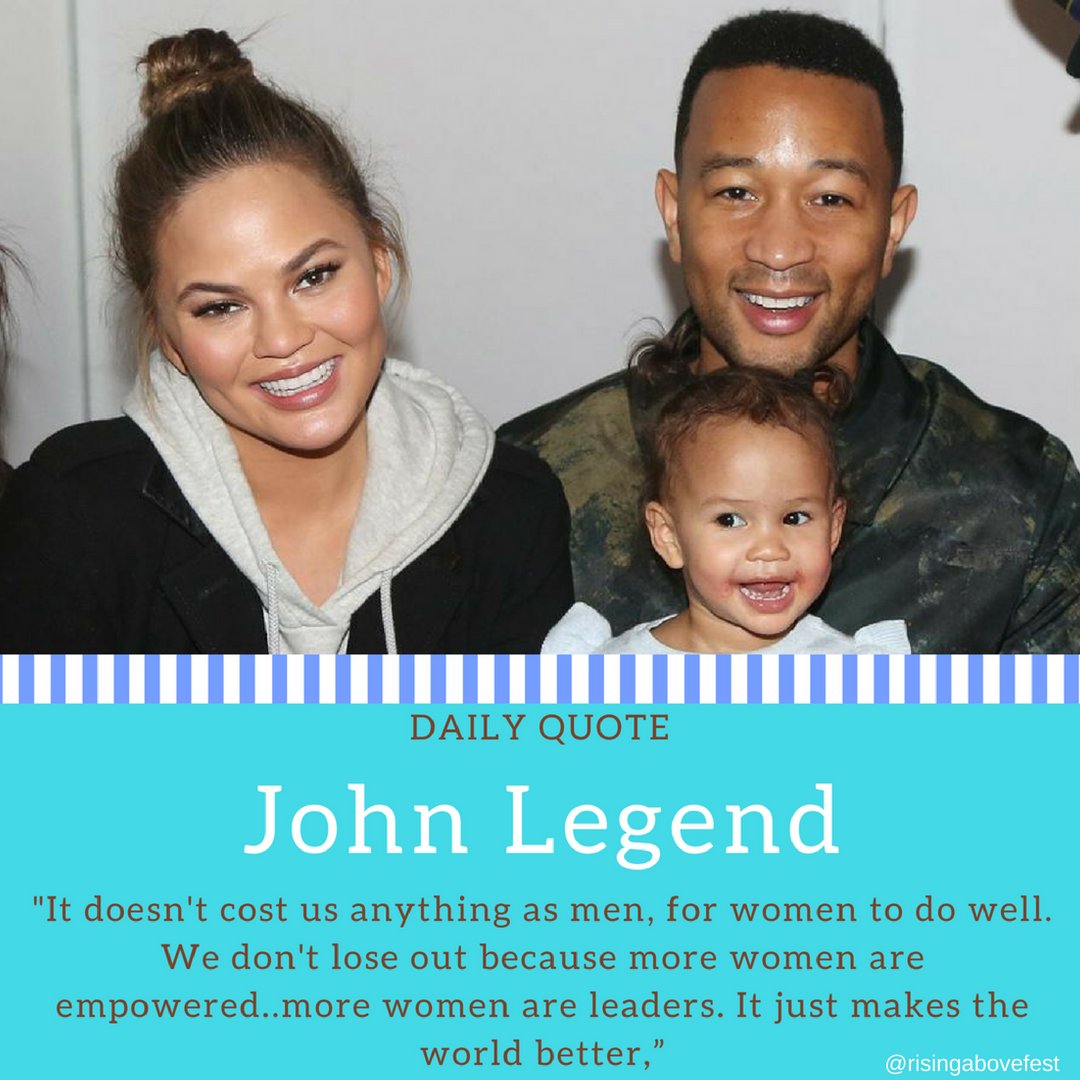 DAILY QUOTE
John Legend
"It doesn't cost us anything as men, for women to do well.
We don't lose out because more women are
empowered..more women are leaders. It just makes the
world better,”
@risingabovefest